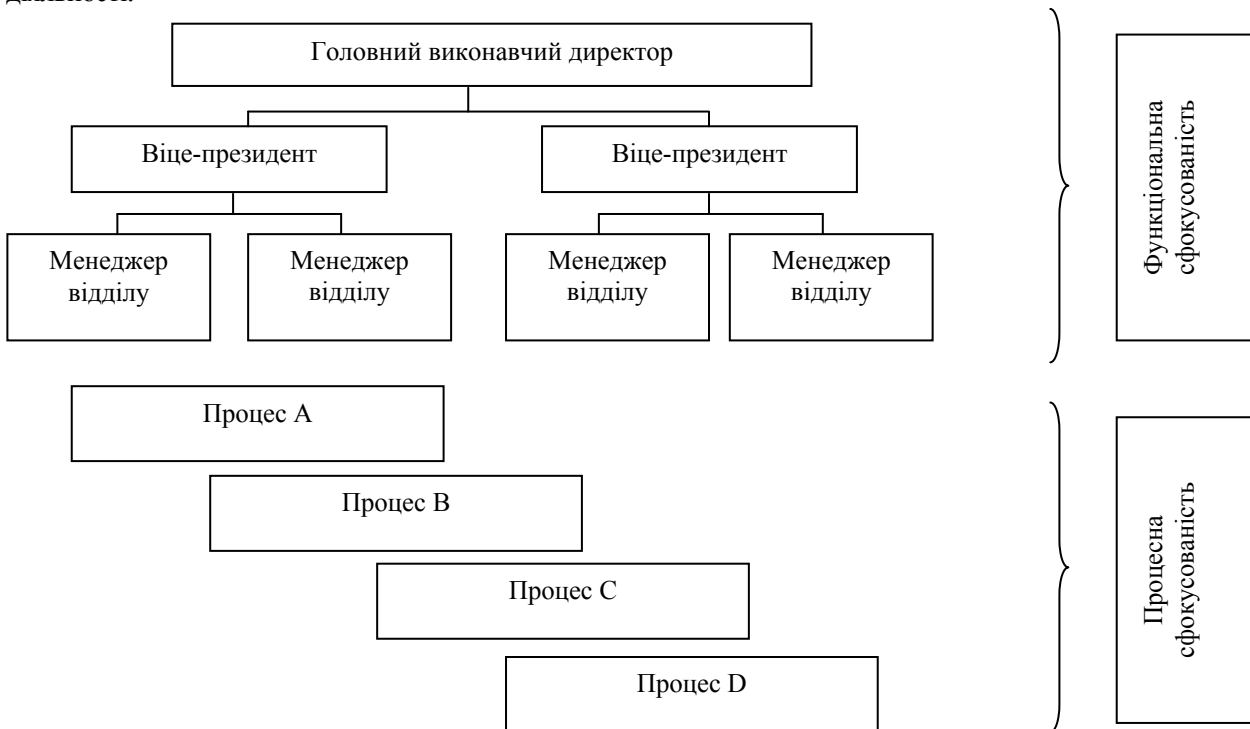 діяльності.
Головний виконавчий директор
Віце-президент
Віце-президент
Менеджер
відділу
Менеджер
відділу
Менеджер
відділу
Менеджер
відділу
Функціональна
сфокусованість
Процес А
Процес В
Процес С
Процес D
Процесна
сфокусованість